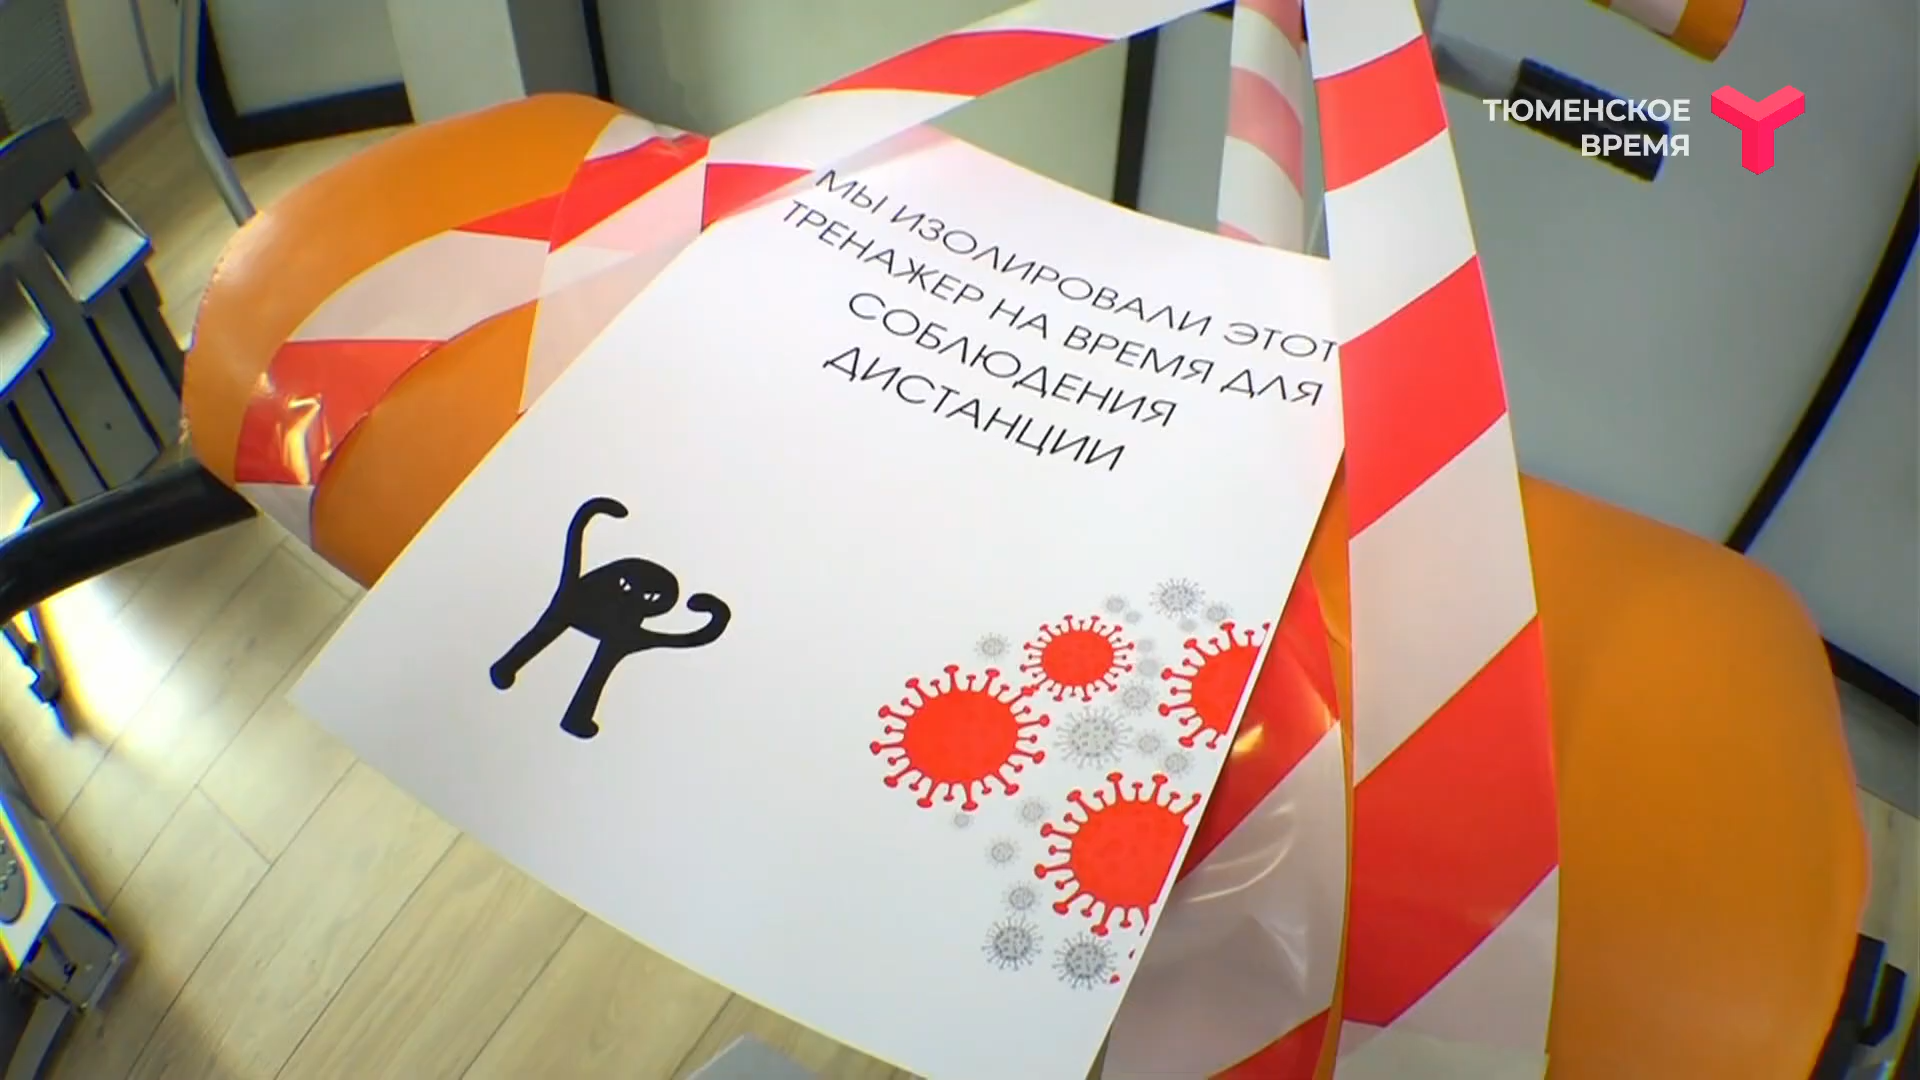 ТЮМЕНСКОЕ
ВРЕМЯ
МЫ ИЗОЛИРОВАЛИ ЭТОТ
ТРЕНАЖЕР НА ВРЕМЯ ДЛЯ
СОБЛЮДЕНИЯ
ДИСТАНЦИИ